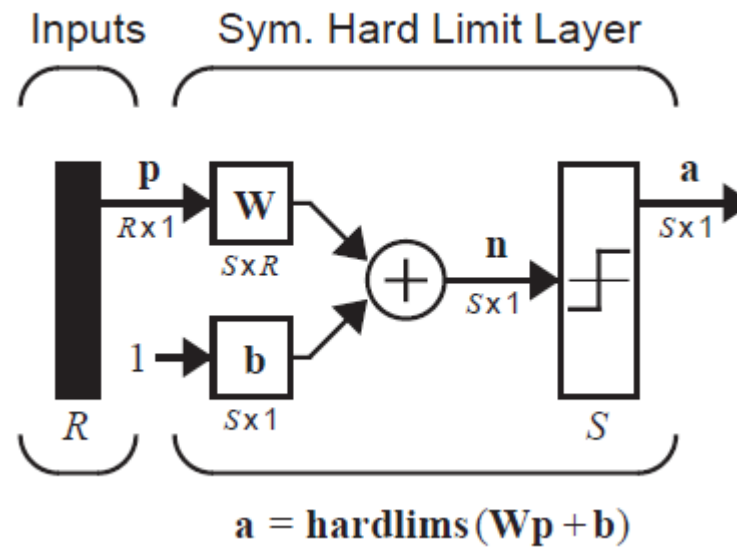 Inputs Sym. Hard Limit Layer
p W n a
Rx1 SxR Sx1 Sx1
1 b
Sx1
R S
a = hardlims(Wp + b)